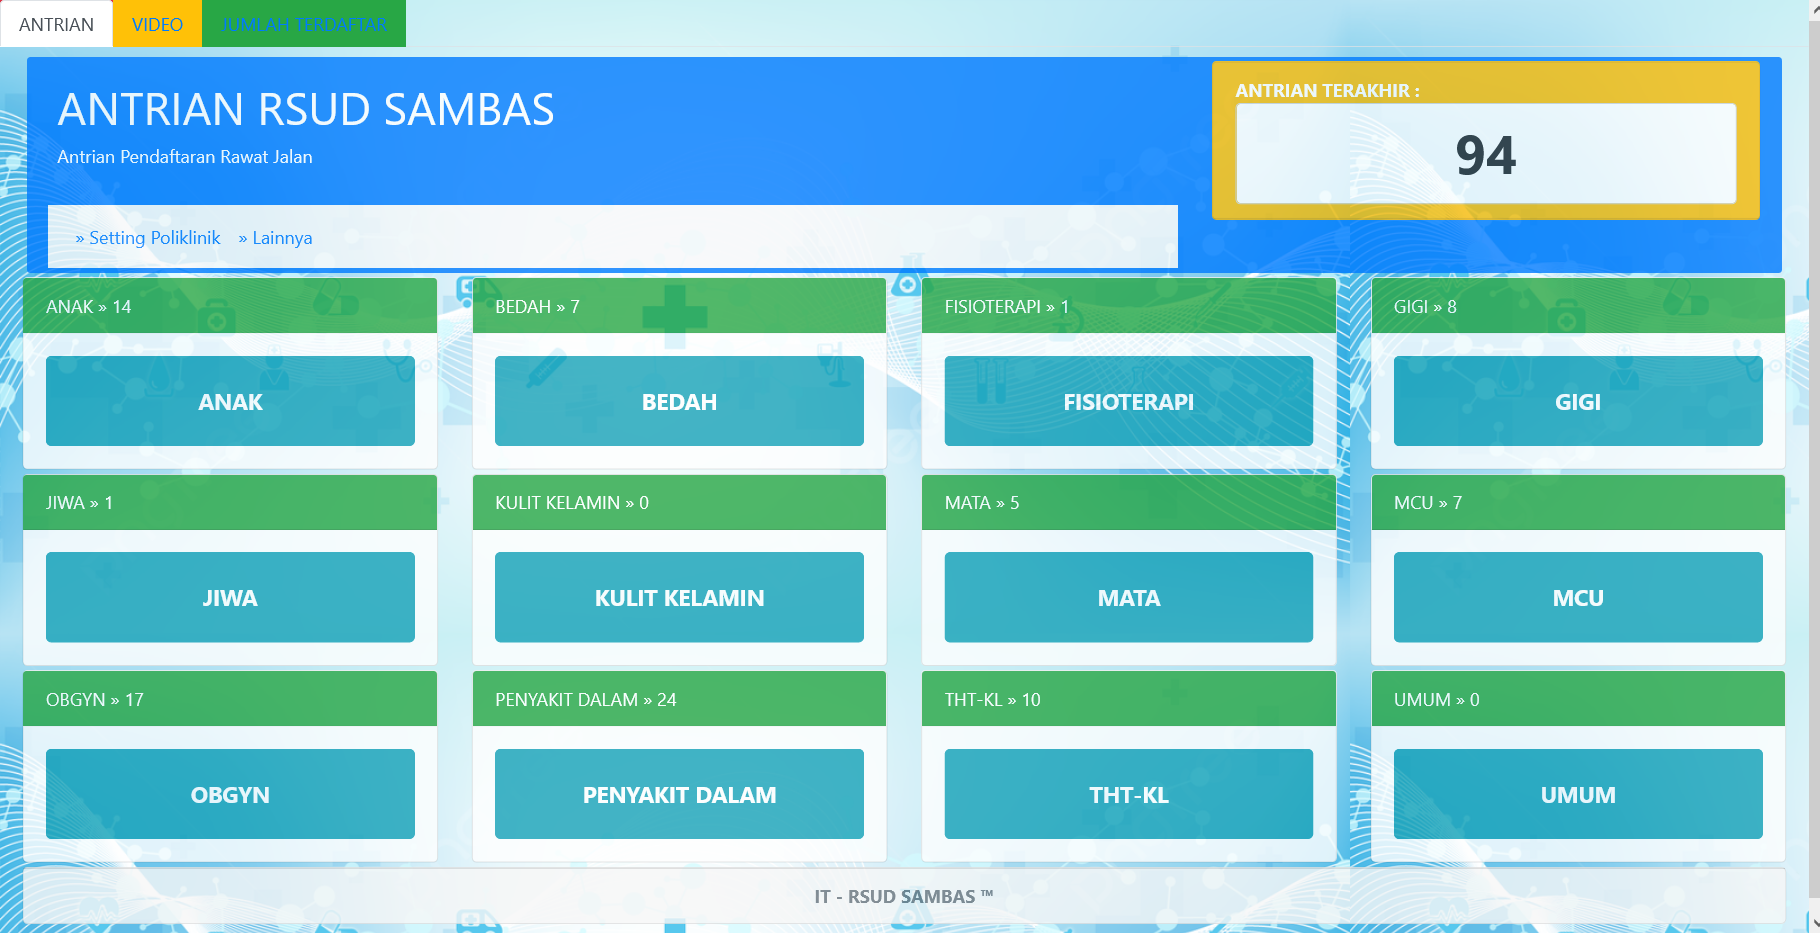 ANTRIAN
VIDEO
JUMLAH TERDAFTAR
ANTRIAN RSUD SAMBAS
Antrian Pendaftaran Rawat Jalan
ANTRIAN TERAKHIR :
94
» Setting Poliklinik » Lainnya
ANAK » 14
ANAK
BEDAH » 7
BEDAH
FISIOTERAPI » 1
FISIOTERAPI
GIGI » 8
GIGI
JIWA » 1
JIWA
KULIT KELAMIN » 0
KULIT KELAMIN
MATA » 5
MATA
MCU » 7
MCU
OBGYN » 17
OBGYN
PENYAKIT DALAM » 24
PENYAKIT DALAM
THT-KL » 10
THT-KL
UMUM » 0
UMUM
IT - RSUD SAMBAS ™